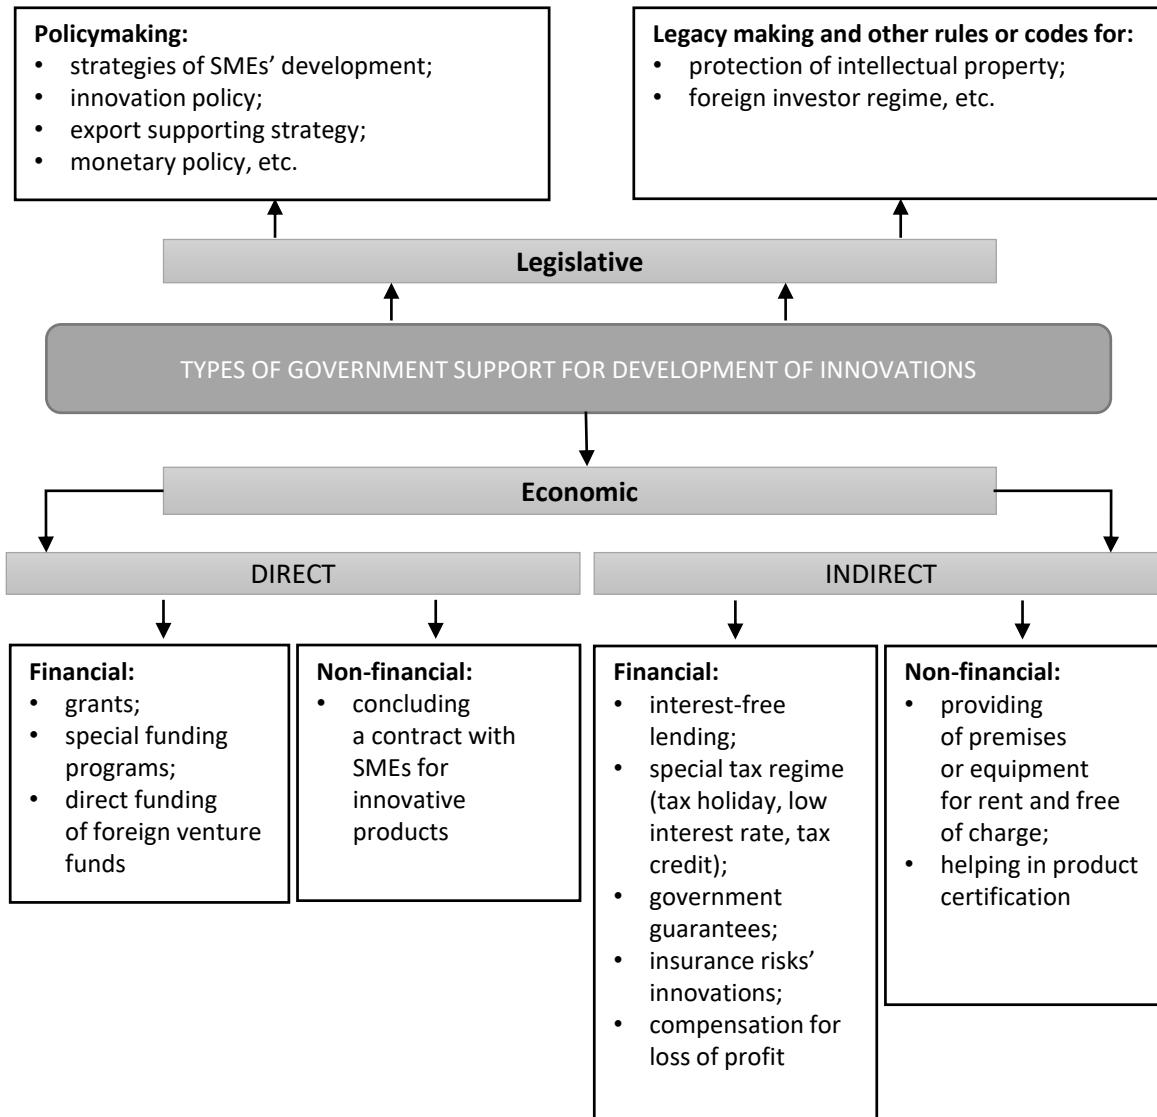 Policymaking:
• strategies of SMEs’ development;
• innovation policy;
• export supporting strategy;
• monetary policy, etc.
Legacy making and other rules or codes for:
• protection of intellectual property;
• foreign investor regime, etc.
Legislative
TYPES OF GOVERNMENT SUPPORT FOR DEVELOPMENT OF INNOVATIONS
Economic
DIRECT
INDIRECT
Financial:
• grants;
• special funding
programs;
• direct funding
of foreign venture
funds
Non-financial:
• concluding
a contract with
SMEs for
innovative
products
Financial:
• interest-free
lending;
• special tax regime
(tax holiday, low
interest rate, tax
credit);
• government
guarantees;
• insurance risks’
innovations;
• compensation for
loss of profit
Non-financial:
• providing
of premises
or equipment
for rent and free
of charge;
• helping in product
certification